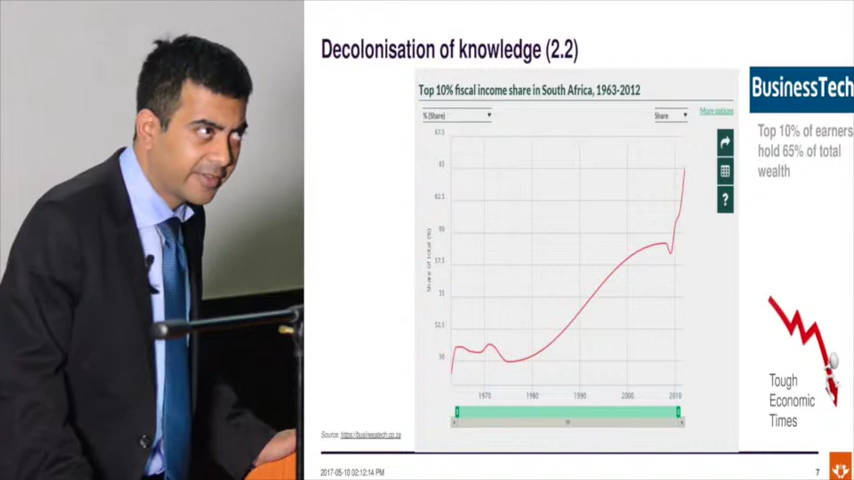 Decolonisation of knowledge (2.2)
Top 10% fiscal income share in South Africa, 1963-2012
% (Share)
Share
More options
67.5
65
62.5
60
57.5
55
52.5
50
Share of total (%)
1970
1980
1990
2000
2010
?
BusinessTech
Top 10% of earners
hold 65% of total
wealth
Tough
Economic
Times
Source: https://businesstech.co.za
2017-05-10 02:12:14 PM
7